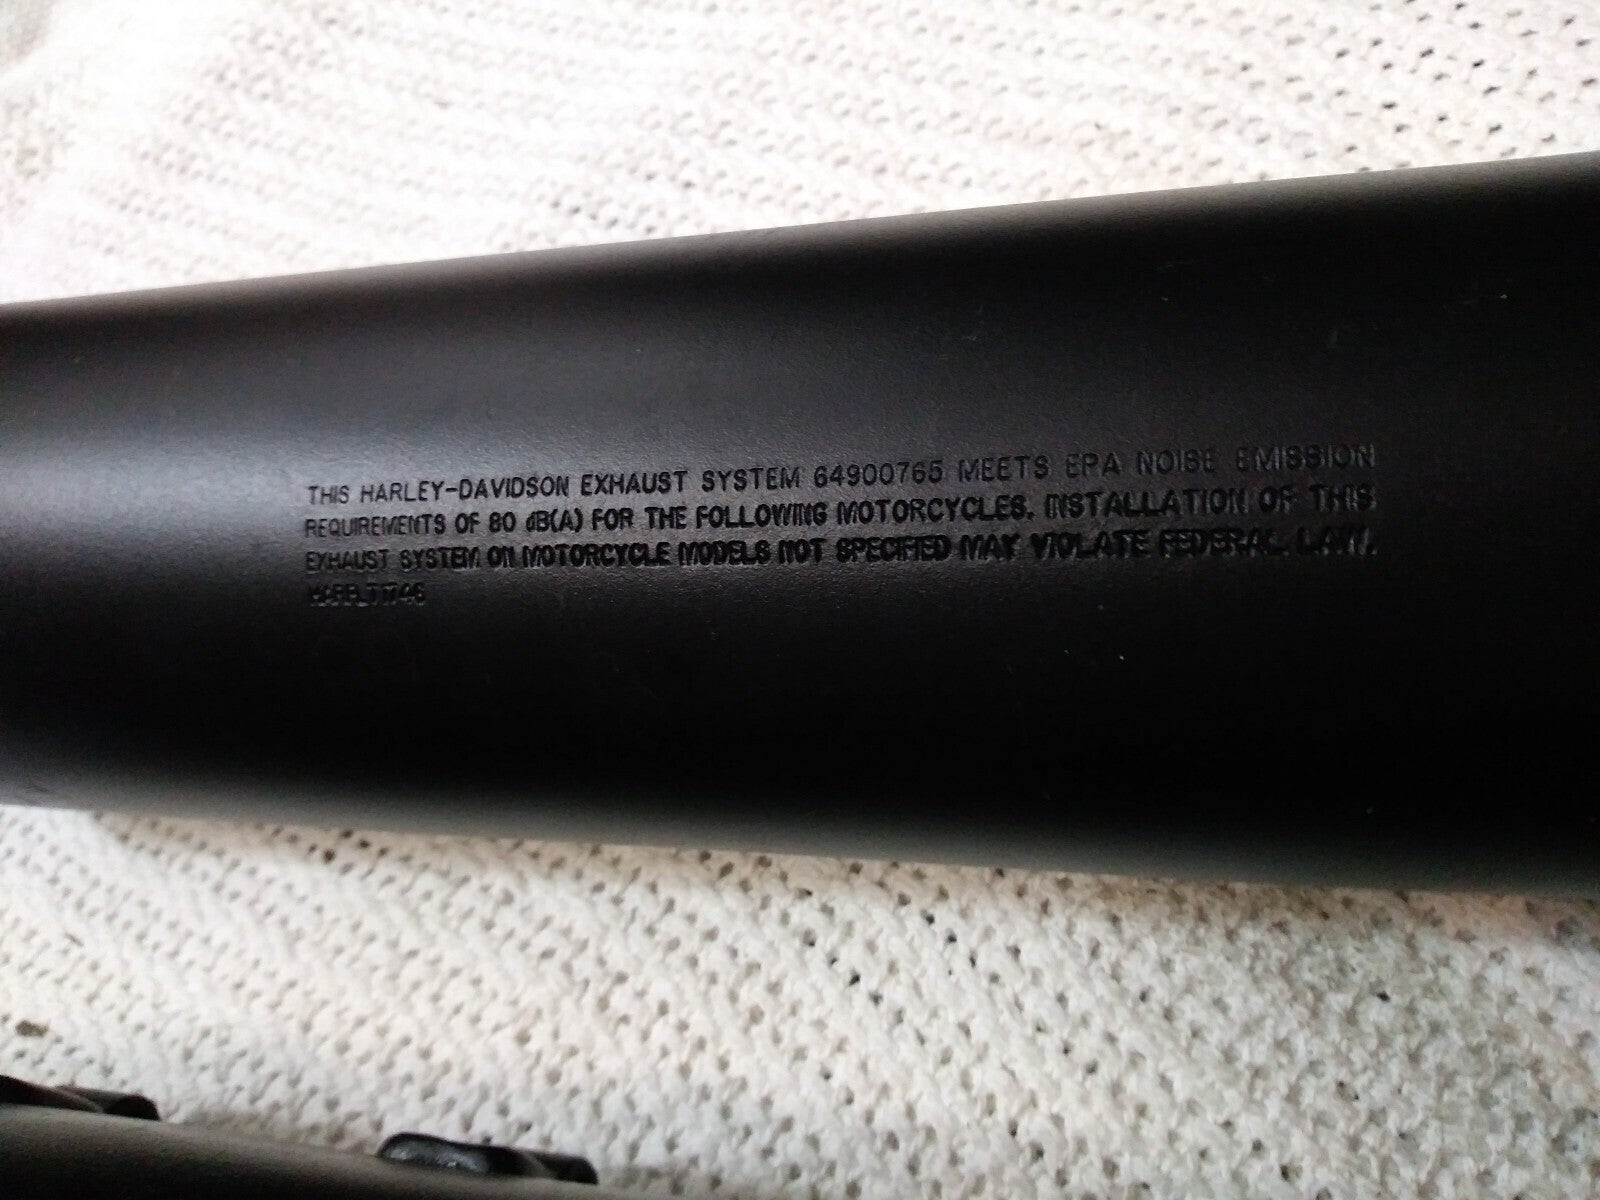 THIS HARLEY-DAVIDSON EXHAUST SYSTEM 64900765 MEETS EPA NOISE EMISSION
REQUIREMENTS OF 80 dB(A) FOR THE FOLLOWING MOTORCYCLES. INSTALLATION OF THIS
EXHAUST SYSTEM ON MOTORCYCLE MODELS NOT SPECIFIED MAY VIOLATE FEDERAL LAW.